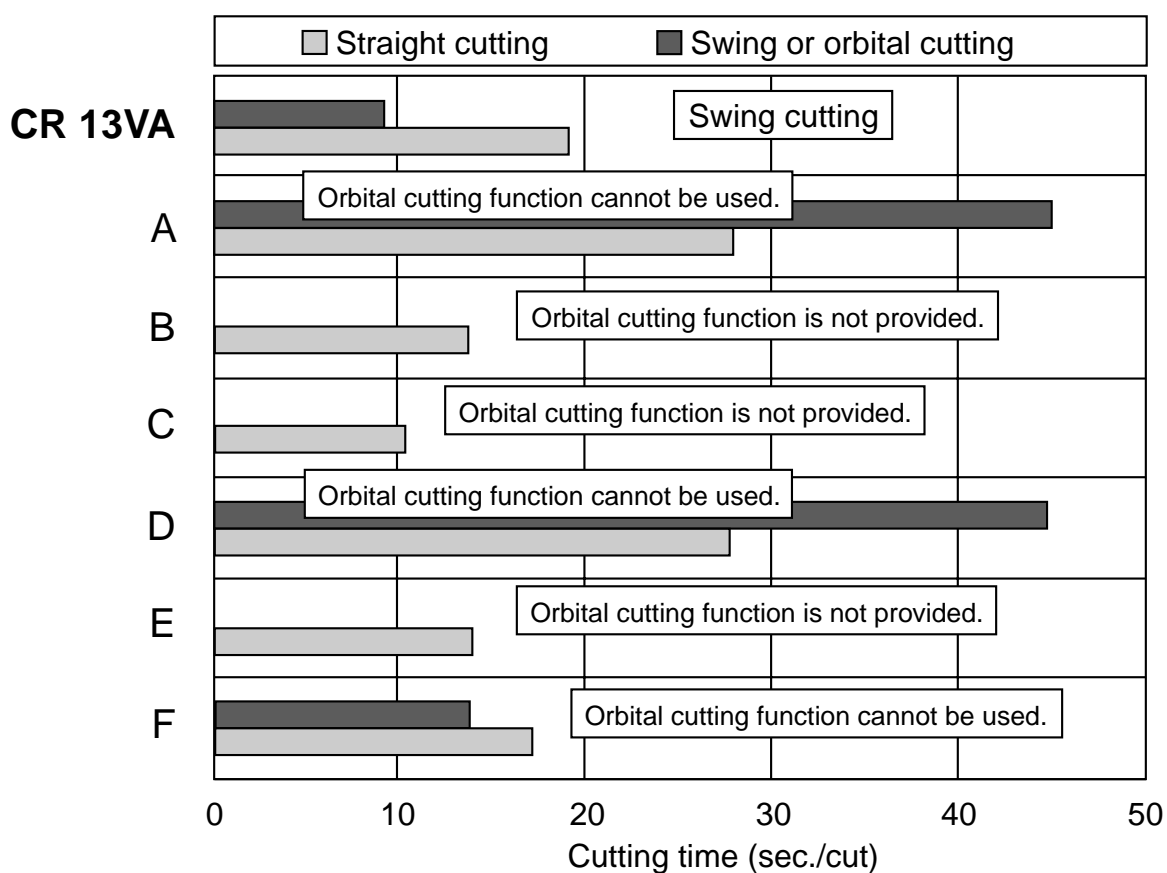 Straight cutting
Swing or orbital cutting
CR 13VA
Swing cutting
Orbital cutting function cannot be used.
A
Orbital cutting function is not provided.
B
Orbital cutting function is not provided.
C
Orbital cutting function cannot be used.
D
Orbital cutting function is not provided.
E
Orbital cutting function cannot be used.
F
0 10 20 30 40 50
Cutting time (sec./cut)